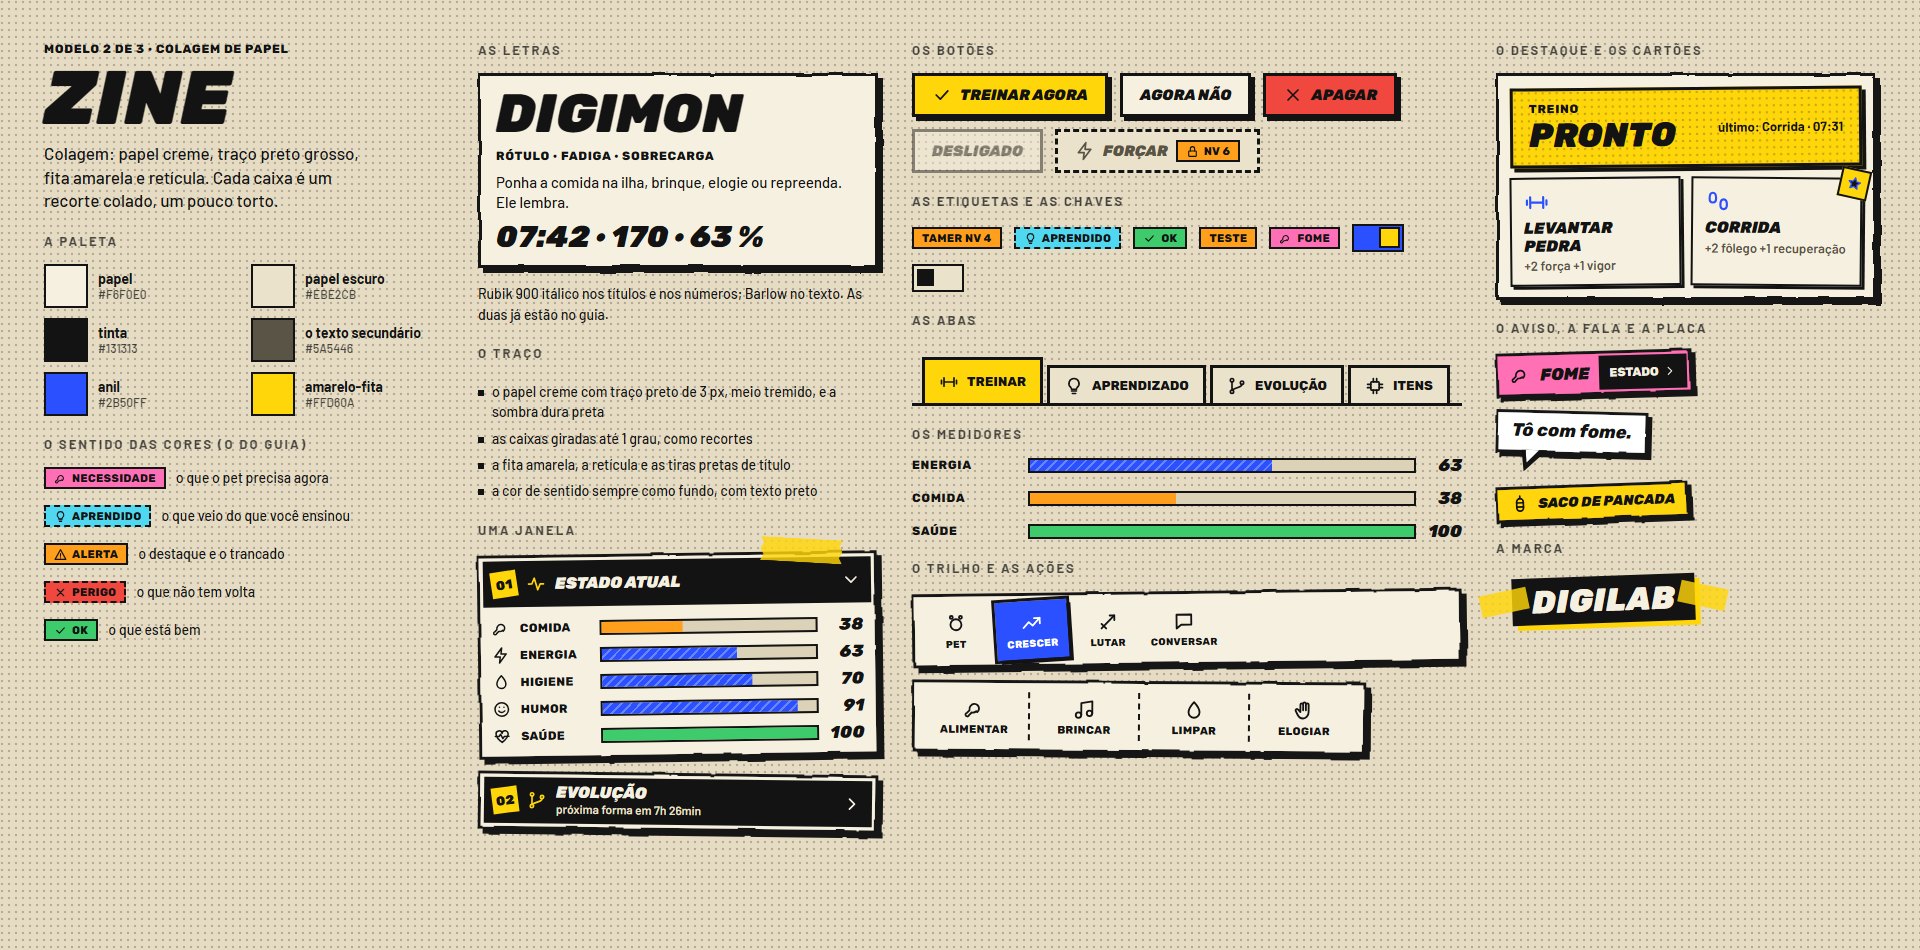 MODELO 2 DE 3 • COLAGEM DE PAPEL
ZINE
Colagem: papel creme, traço preto grosso,
fita amarela e retícula. Cada caixa é um
recorte colado, um pouco torto.
A PALETA
papel
#F6F0E0
papel escuro
#EBE2CB
tinta
#131313
o texto secundário
#5A5446
anil
#2B50FF
amarelo-fita
#FFD60A
O SENTIDO DAS CORES (O DO GUIA)
NECESSIDADE o que o pet precisa agora
APRENDIDO o que veio do que você ensinou
ALERTA o destaque e o trancado
PERIGO o que não tem volta
OK o que está bem
AS LETRAS
DIGIMON
RÓTULO • FADIGA • SOBRECARGA
Ponha a comida na ilha, brinque, elogie ou repreenda.
Ele lembra.
07:42 • 170 • 63 %
Rubik 900 itálico nos títulos e nos números; Barlow no texto. As
duas já estão no guia.
O TRAÇO
o papel creme com traço preto de 3 px, meio tremido, e a
sombra dura preta
as caixas giradas até 1 grau, como recortes
a fita amarela, a retícula e as tiras pretas de título
a cor de sentido sempre como fundo, com texto preto
UMA JANELA
01 ESTADO ATUAL
COMIDA 38
ENERGIA 63
HIGIENE 70
HUMOR 91
SAÚDE 100
02 EVOLUÇÃO
próxima forma em 7h 26min
OS BOTÕES
TREINAR AGORA
AGORA NÃO
APAGAR
DESLIGADO
FORÇAR NV 6
AS ETIQUETAS E AS CHAVES
TAMER NV 4
APRENDIDO
OK
TESTE
FOME
AS ABAS
TREINAR
APRENDIZADO
EVOLUÇÃO
ITENS
OS MEDIDORES
ENERGIA 63
COMIDA 38
SAÚDE 100
O TRILHO E AS AÇÕES
PET
CRESCER
LUTAR
CONVERSAR
ALIMENTAR
BRINCAR
LIMPAR
ELOGIAR
O DESTAQUE E OS CARTÕES
TREINO
PRONTO
último: Corrida · 07:31
LEVANTAR
PEDRA
+2 força +1 vigor
CORRIDA
+2 fôlego +1 recuperação
O AVISO, A FALA E A PLACA
FOME ESTADO
Tô com fome.
SACO DE PANCADA
A MARCA
DIGILAB